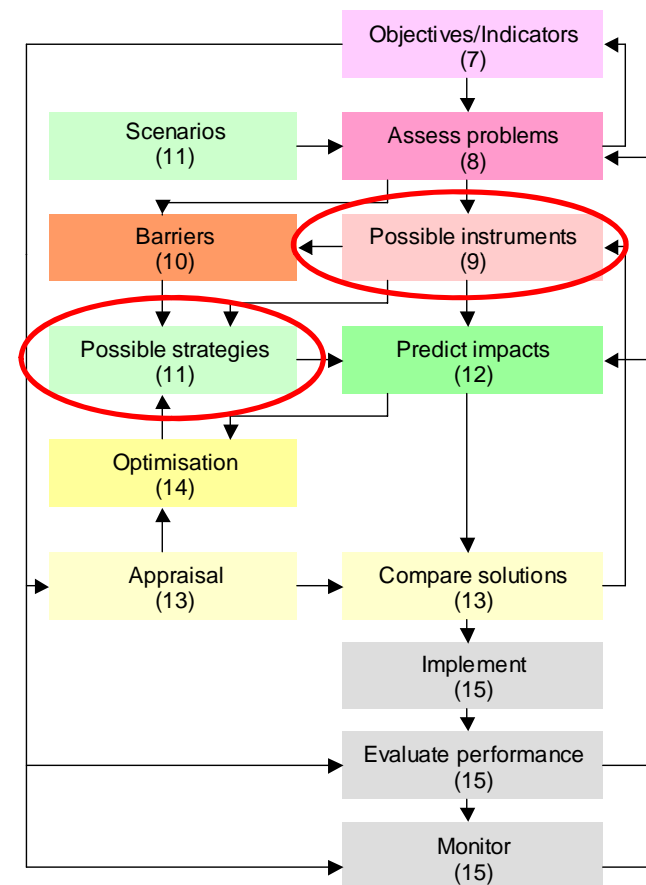 Objectives/Indicators
(7)
Scenarios
(11)
Assess problems
(8)
Barriers
(10)
Possible instruments
(9)
Possible strategies
(11)
Predict impacts
(12)
Optimisation
(14)
Appraisal
(13)
Compare solutions
(13)
Implement
(15)
Evaluate performance
(15)
Monitor
(15)